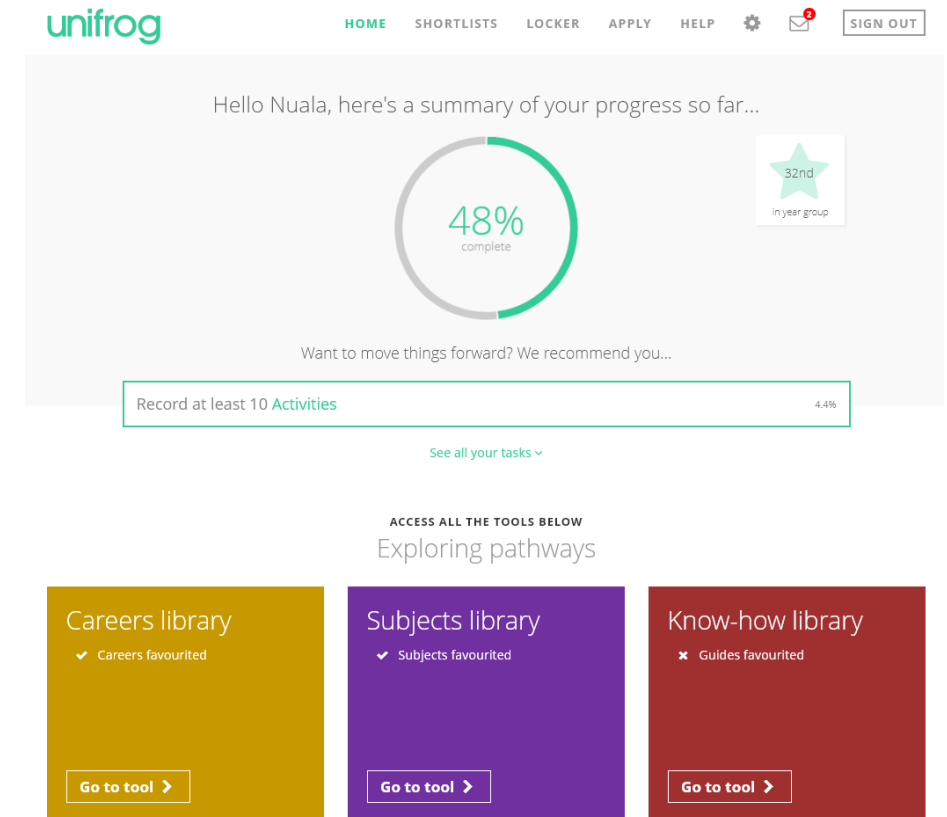 unifrog
HOME SHORTLISTS LOCKER APPLY HELP 2 SIGN OUT
Hello Nuala, here's a summary of your progress so far...
48%
complete
32nd
in year group
Want to move things forward? We recommend you...
Record at least 10 Activities 4.4%
See all your tasks
ACCESS ALL THE TOOLS BELOW
Exploring pathways
Careers library
Careers favourited
Go to tool
Subjects library
Subjects favourited
Go to tool
Know-how library
Guides favourited
Go to tool